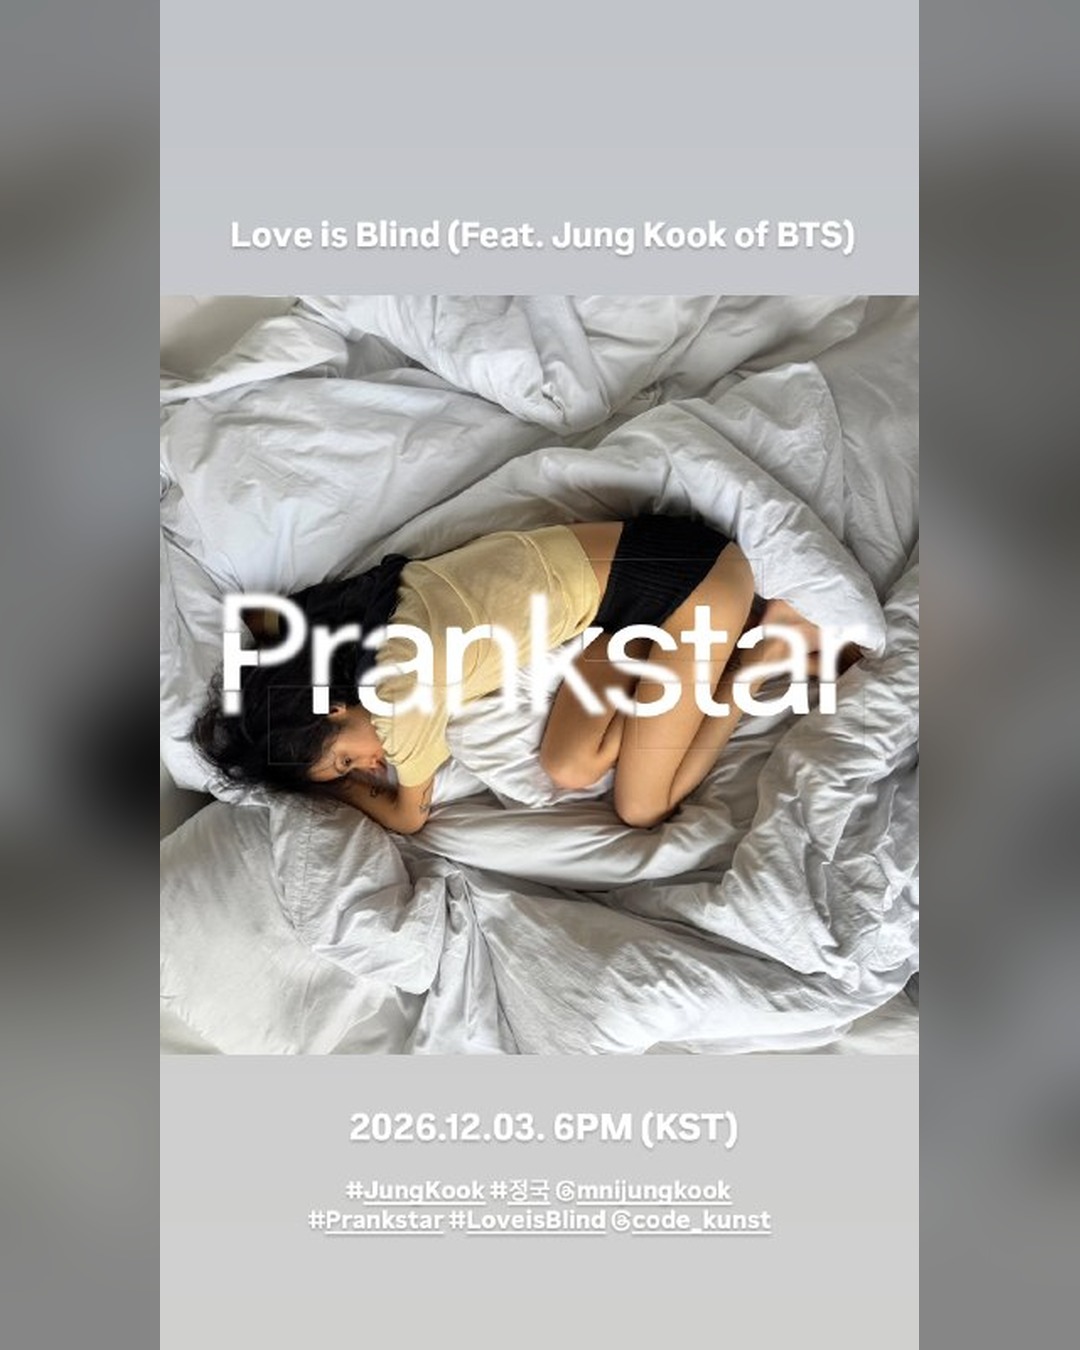 Love is Blind (Feat. Jung Kook of BTS)
Prankstar
2026.12.03. 6PM (KST)
#JungKook #정국 @mnijungkook
#Prankstar #LoveisBlind @code_kunst